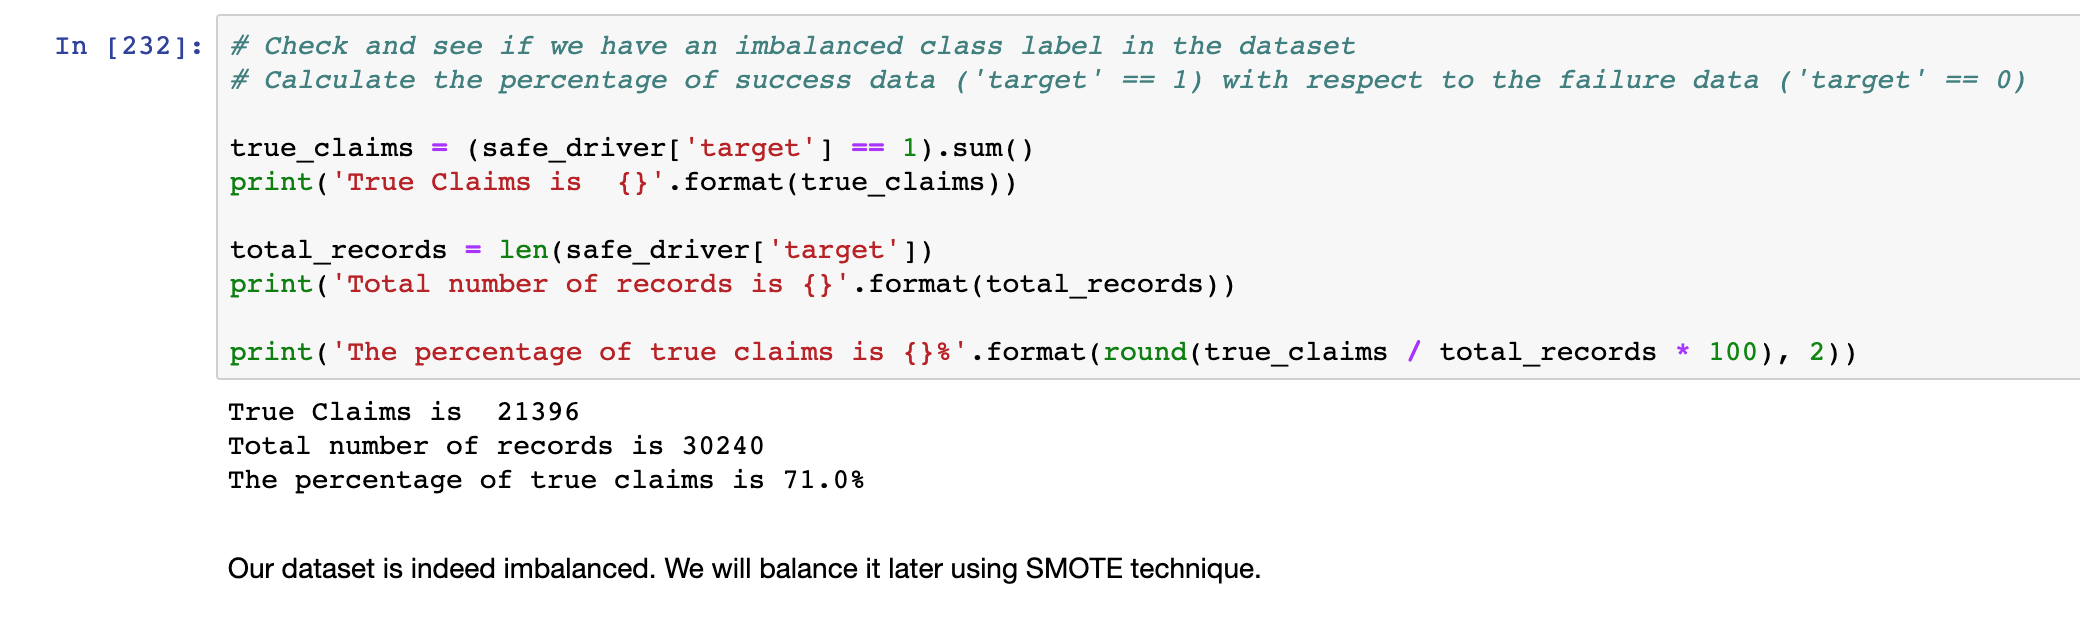 In [232]:
# Check and see if we have an imbalanced class label in the dataset
# Calculate the percentage of success data ('target' == 1) with respect to the failure data ('target' == 0)
true_claims = (safe_driver['target'] == 1).sum()
print('True Claims is  {}'.format(true_claims))
total_records = len(safe_driver['target'])
print('Total number of records is {}'.format(total_records))
print('The percentage of true claims is {}%'.format(round(true_claims / total_records * 100), 2))
True Claims is  21396
Total number of records is 30240
The percentage of true claims is 71.0%
Our dataset is indeed imbalanced. We will balance it later using SMOTE technique.